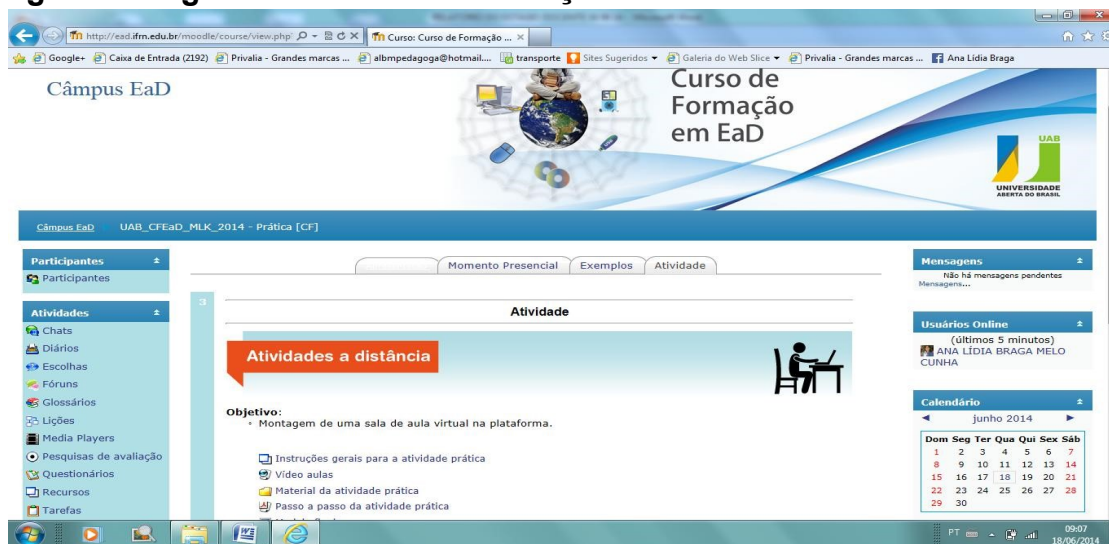 http://ead.ifrn.edu.br/moodle/course/view.php
Curso: Curso de Formação ...
Google+
Caixa de Entrada (2192)
Privalia - Grandes marcas ...
albmpedagoga@hotmail....
transporte
Sites Sugeridos
Galeria do Web Slice
Privalia - Grandes marcas ...
Ana Lídia Braga
Câmpus EaD
Curso de
Formação
em EaD
UAB
UNIVERSIDADE
ABERTA DO BRASIL
Câmpus EaD
UAB_CFEaD_MLK_2014 - Prática [CF]
Participantes
Participantes
Atividades
Chats
Diários
Escolhas
Fóruns
Glossários
Lições
Media Players
Pesquisas de avaliação
Questionários
Recursos
Tarefas
Momento Presencial
Exemplos
Atividade
3
Atividade
Atividades a distância
Objetivo:
Montagem de uma sala de aula virtual na plataforma.
Instruções gerais para a atividade prática
Vídeo aulas
Material da atividade prática
Passo a passo da atividade prática
Mensagens
Não há mensagens pendentes
Mensagens...
Usuários Online
(últimos 5 minutos)
ANA LÍDIA BRAGA MELO
CUNHA
Calendário
junho 2014
Dom Seg Ter Qua Qui Sex Sáb
1 2 3 4 5 6 7
8 9 10 11 12 13 14
15 16 17 18 19 20 21
22 23 24 25 26 27 28
29 30
PT
09:07
18/06/2014